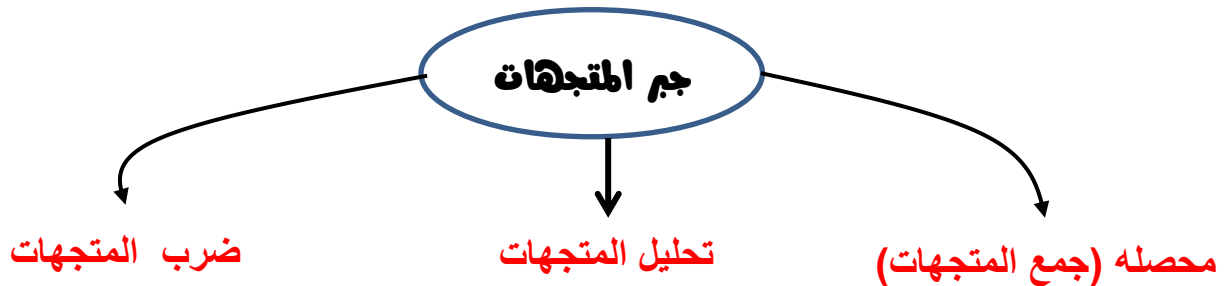 جبر المتجهات
محصله (جمع المتجهات)
تحليل المتجهات
ضرب المتجهات